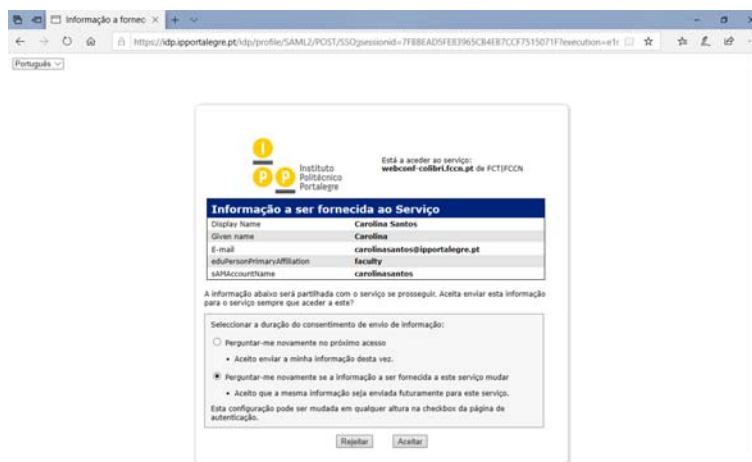 Informação a fornec
https://idp.ipportalegre.pt/idp/profile/SAML2/POST/SSO
Português
I
P P
Instituto
Politécnico
Portalegre
Está a aceder ao serviço:
webconf-colibri.fccn.pt de FCT|FCCN
Informação a ser fornecida ao Serviço
Display Name Carolina Santos
Given name Carolina
E-mail carolinasantos@ipportalegre.pt
eduPersonPrimaryAffiliation faculty
sAMAccountName carolinasantos
A informação abaixo será partilhada com o serviço se prosseguir. Aceita enviar esta informação
para o serviço sempre que aceder a este?
Seleccionar a duração do consentimento de envio de informação:
Perguntar-me novamente no próximo acesso
• Aceito enviar a minha informação desta vez.
Perguntar-me novamente se a informação a ser fornecida a este serviço mudar
• Aceito que a mesma informação seja enviada futuramente para este serviço.
Esta configuração pode ser mudada em qualquer altura na checkbox da página de
autenticação.
Rejeitar Aceitar